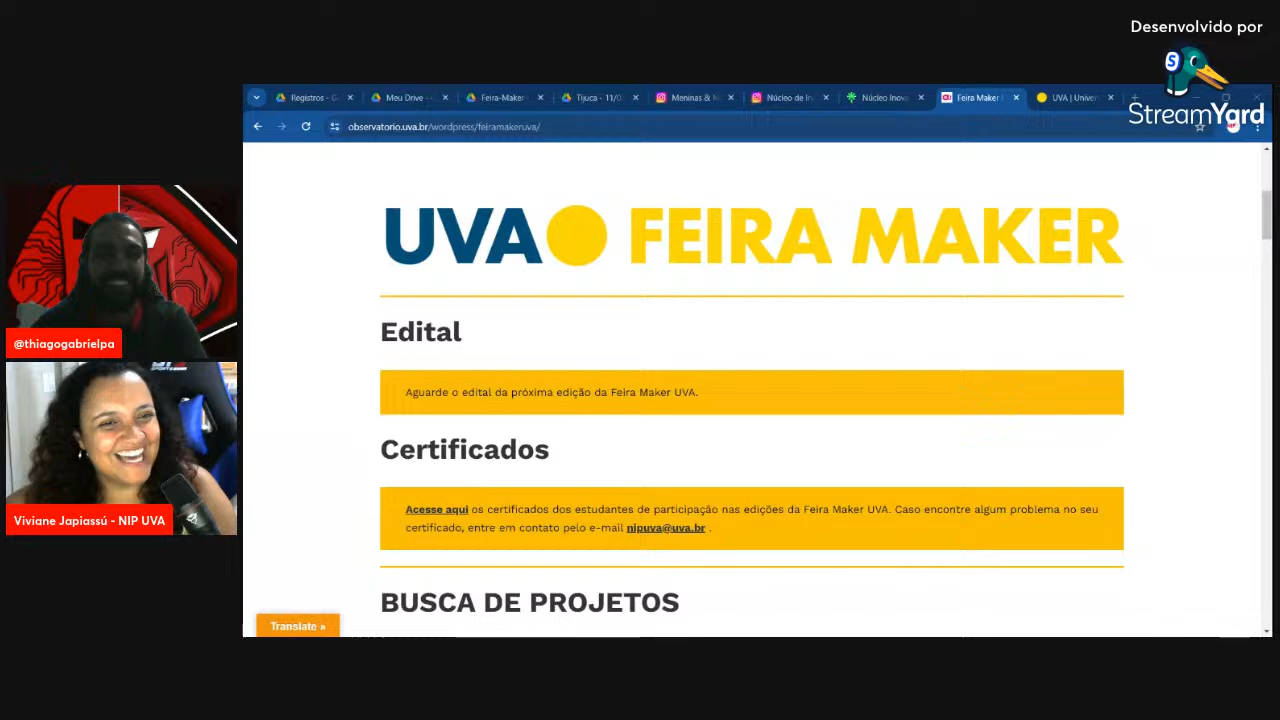 Desenvolvido por
StreamYard
Registros - G
Meu Drive -
Feira-Maker -
Tijuca - 11/0
Meninas & M
Núcleo de In
Núcleo Inova
Feira Maker |
UVA | Univer
observatorio.uva.br/wordpress/feiramakeruva/
UVA FEIRA MAKER
Edital
Aguarde o edital da próxima edição da Feira Maker UVA.
Certificados
Acesse aqui os certificados dos estudantes de participação nas edições da Feira Maker UVA. Caso encontre algum problema no seu
certificado, entre em contato pelo e-mail nipuva@uva.br .
BUSCA DE PROJETOS
Translate »
@thiagogabrielpa
Viviane Japiassú - NIP UVA